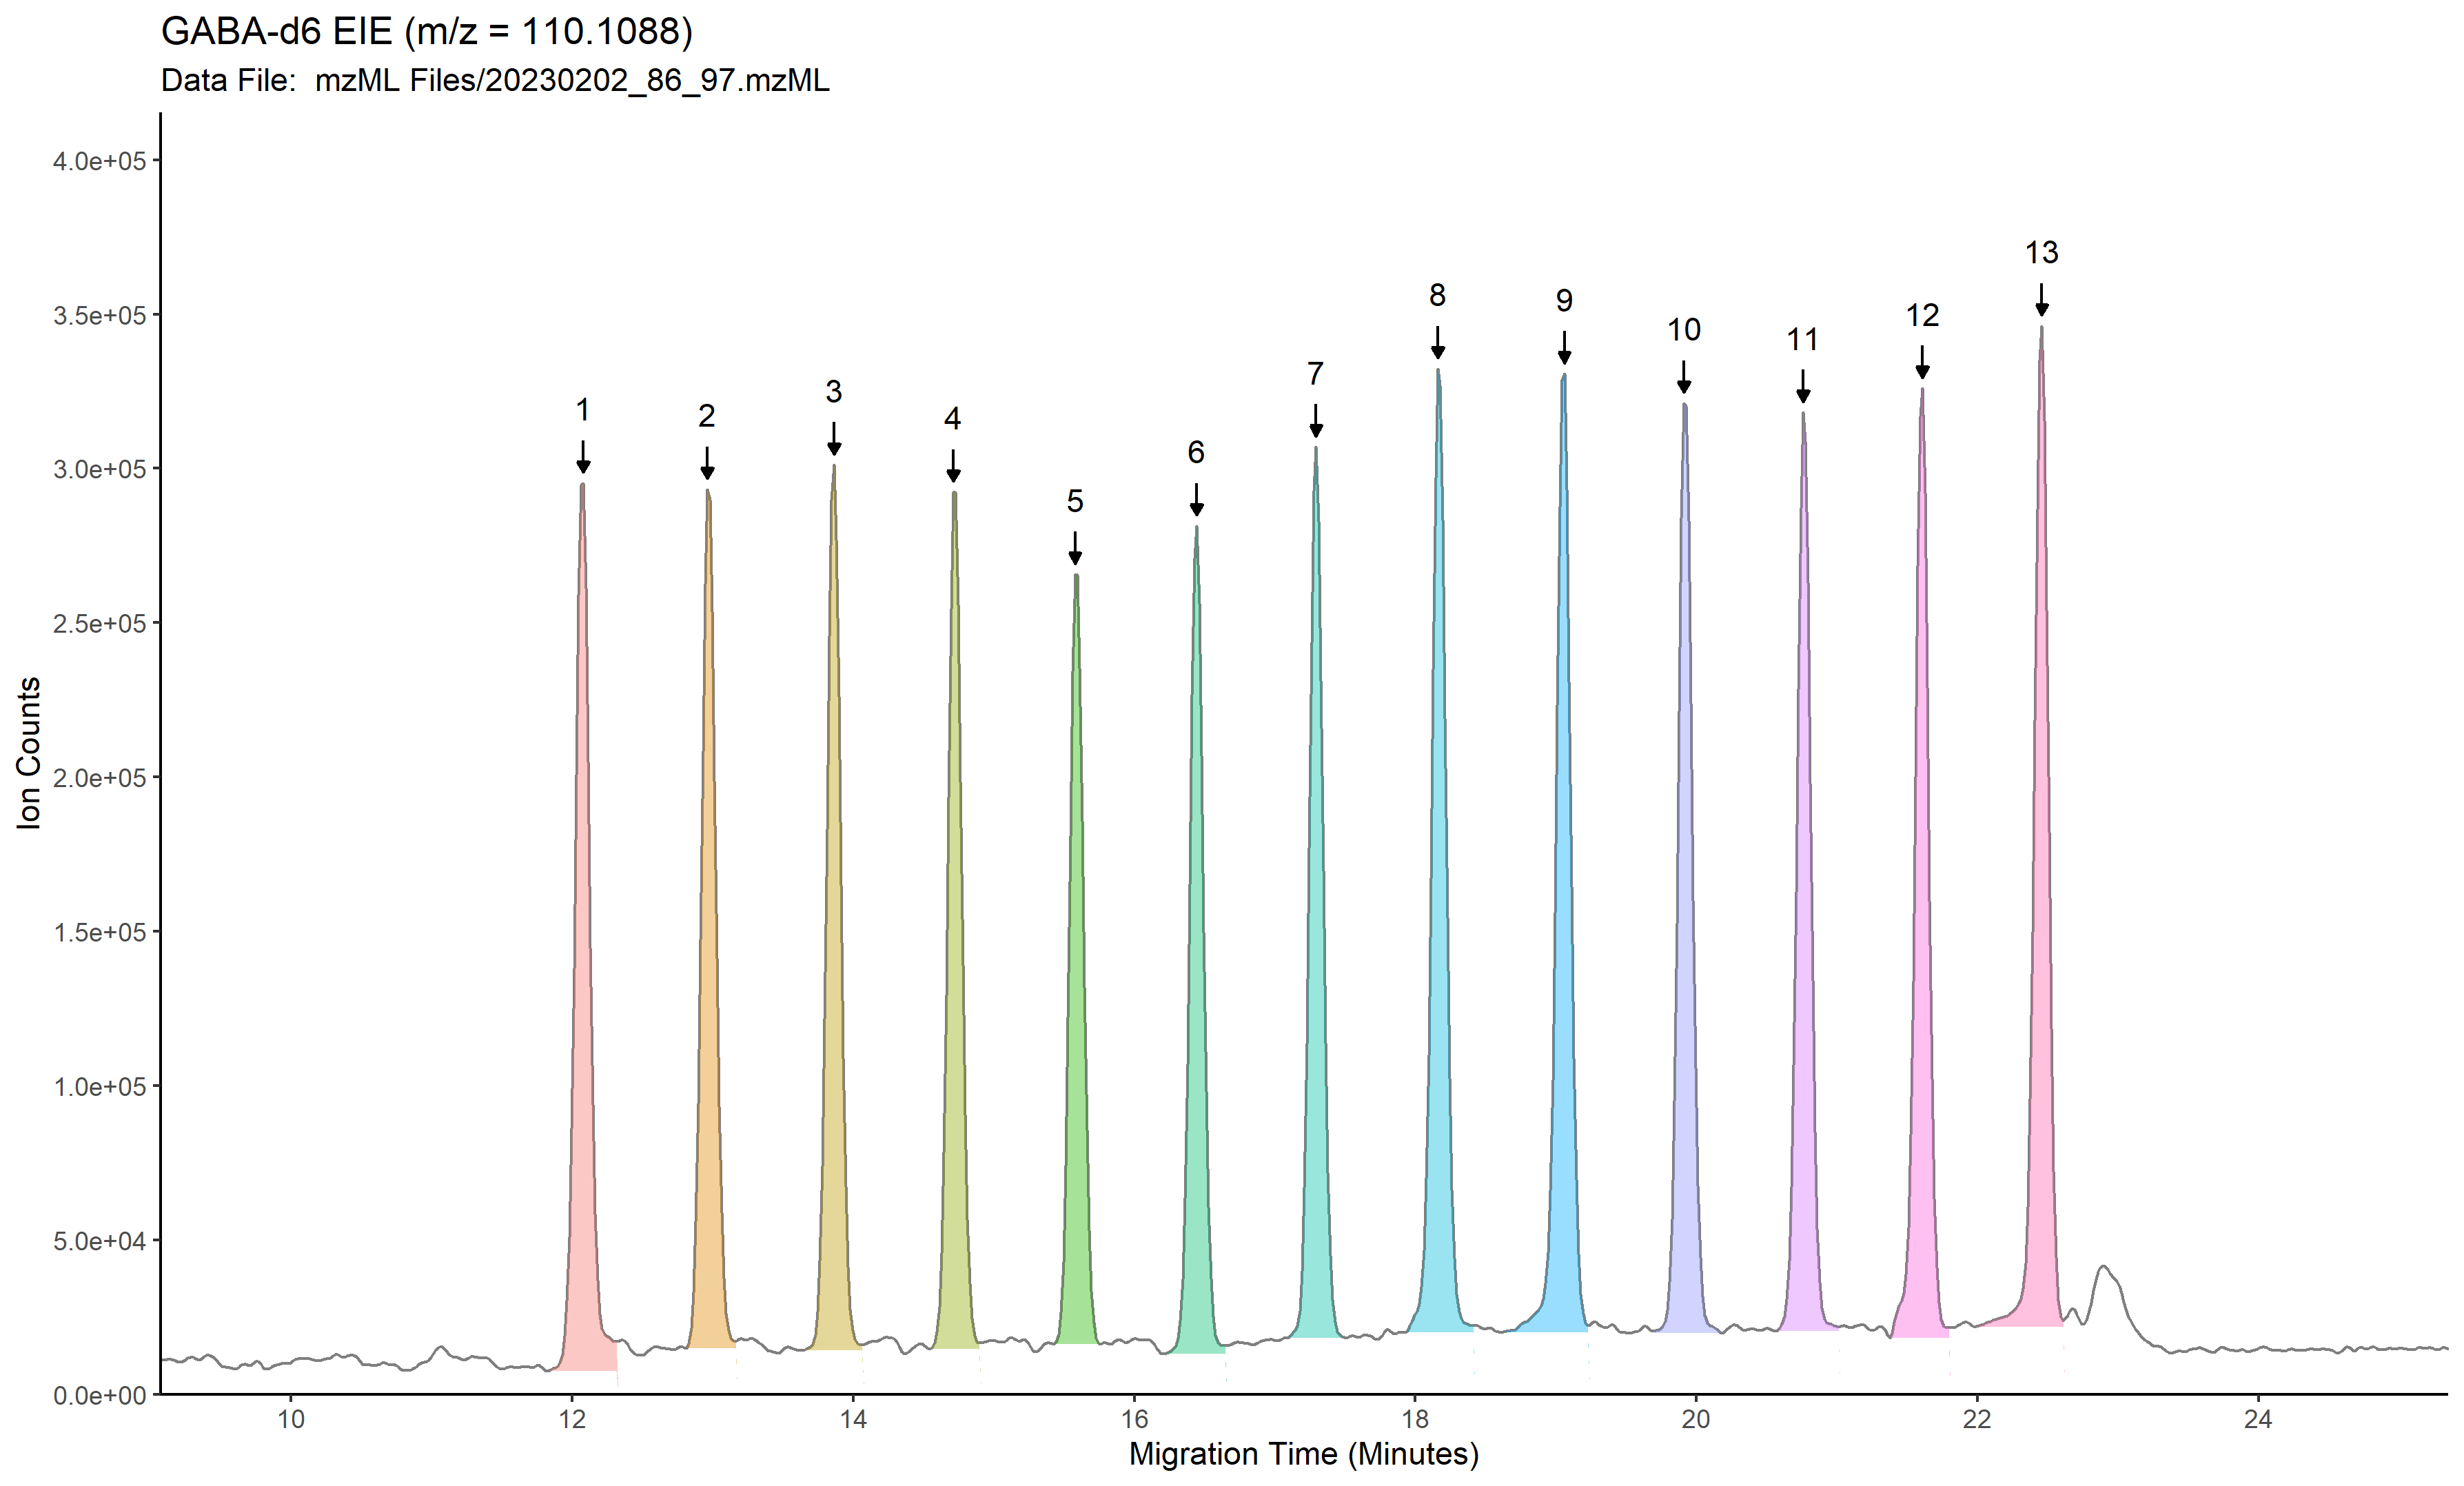 GABA-d6 EIE (m/z = 110.1088)
Data File:  mzML Files/20230202_86_97.mzML
4.0e+05
3.5e+05
3.0e+05
2.5e+05
2.0e+05
1.5e+05
1.0e+05
5.0e+04
0.0e+00
Ion Counts
1
2
3
4
5
6
7
8
9
10
11
12
13
10
12
14
16
18
20
22
24
Migration Time (Minutes)